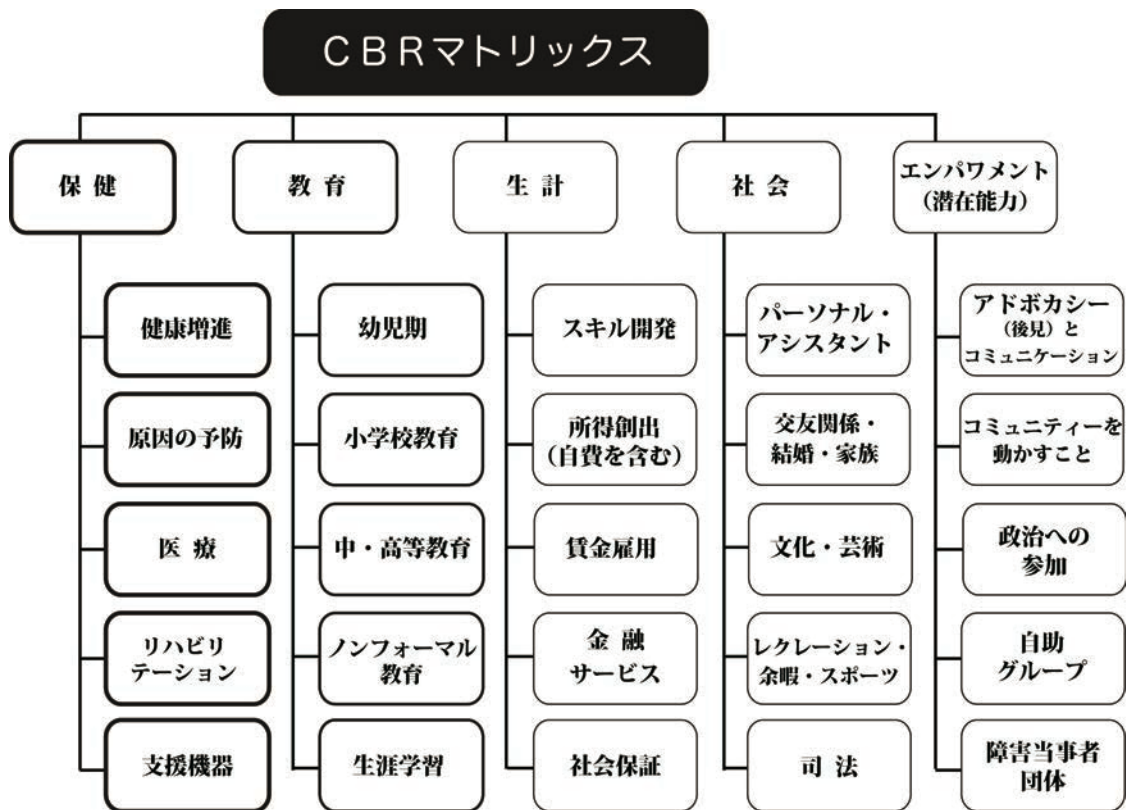 CBRマトリックス
保健
教育
生計
社会
エンパワメント
(潜在能力)
健康増進
原因の予防
医療
リハビリ
テーション
支援機器
幼児期
小学校教育
中・高等教育
ノンフォーマル
教育
生涯学習
スキル開発
所得創出
(自費を含む)
賃金雇用
金融
サービス
社会保証
パーソナル・
アシスタント
交友関係・
結婚・家族
文化・芸術
レクレーション・
余暇・スポーツ
司法
アドボカシー
(後見)と
コミュニケーション
コミュニティーを
動かすこと
政治への
参加
自助
グループ
障害当事者
団体